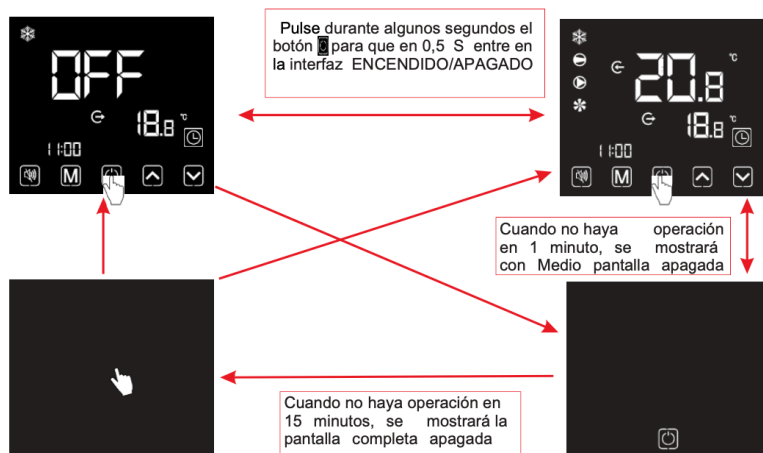 OFF
18.8 °C
11:00
M
Pulse durante algunos segundos el
botón para que en 0,5 S entre en
la interfaz ENCENDIDO/APAGADO
20.8 °C
18.8 °C
11:00
M
Cuando no haya operación
en 1 minuto, se mostrará
con Medio pantalla apagada
Cuando no haya operación en
15 minutos, se mostrará la
pantalla completa apagada